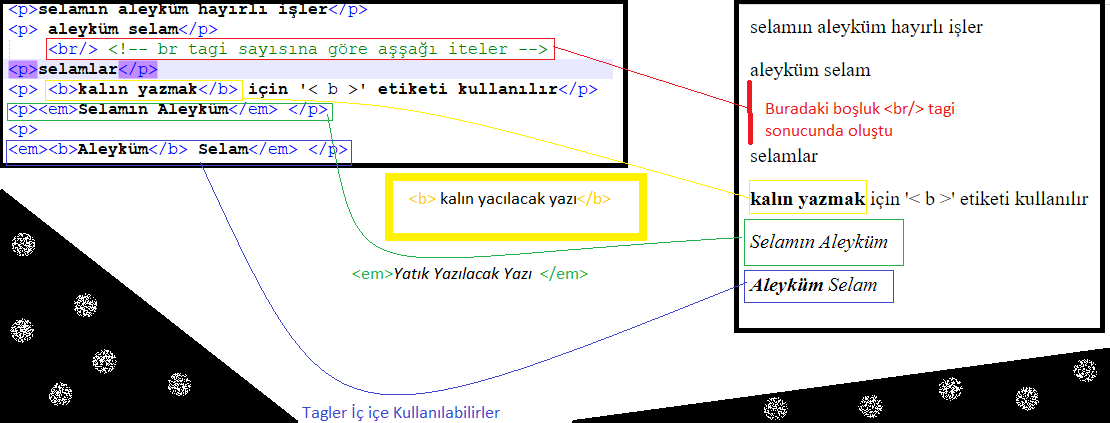 <p>selamın aleyküm hayırlı işler</p>
<p> aleyküm selam</p>
<br/> <!-- br tagi sayısına göre aşşağı iteler -->
<p>selamlar</p>
<p> <b>kalın yazmak</b> için '< b >' etiketi kullanılır</p>
<p><em>Selamın Aleyküm</em> </p>
<p>
<em><b>Aleyküm</b> Selam</em> </p>
<b> kalın yacılacak yazı</b>
<em>Yatık Yazılacak Yazı </em>
Tagler İç içe Kullanılabilirler
selamın aleyküm hayırlı işler
aleyküm selam
Buradaki boşluk <br/> tagi
sonucunda oluştu
selamlar
kalın yazmak için '< b >' etiketi kullanılır
Selamın Aleyküm
Aleyküm Selam